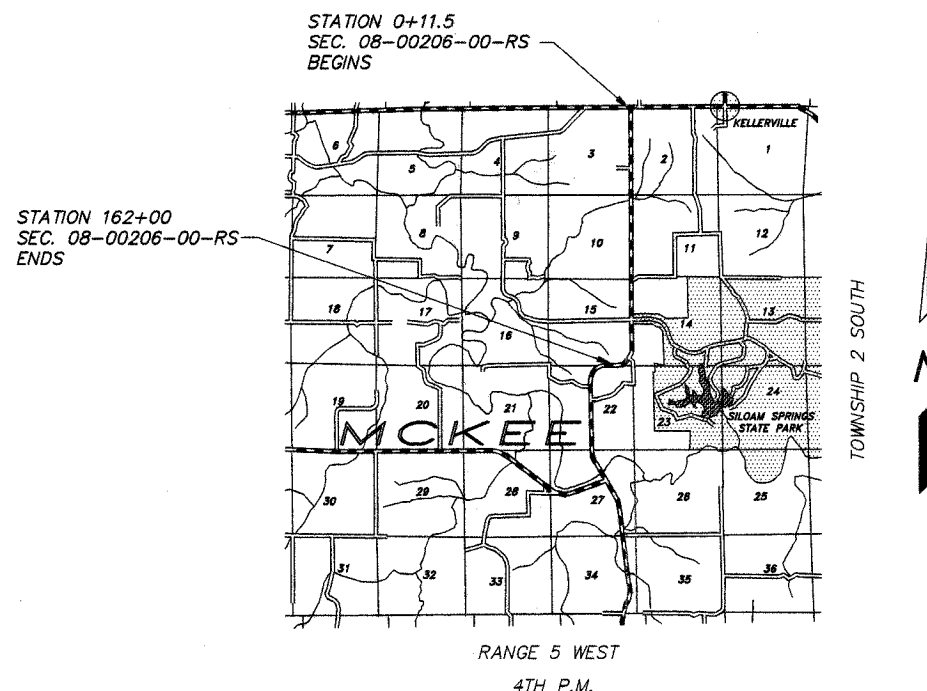 STATION 0+11.5
SEC. 08-00206-00-RS
BEGINS
KELLERVILLE
6
5
4
3
2
1
STATION 162+00
SEC. 08-00206-00-RS
ENDS
7
8
9
10
11
12
18
17
16
15
14
13
19
20
21
22
23
24
SILOAM SPRINGS
STATE PARK
MCKEE
TOWNSHIP 2 SOUTH
N
30
29
28
27
26
25
31
32
33
34
35
36
RANGE 5 WEST
4TH P.M.